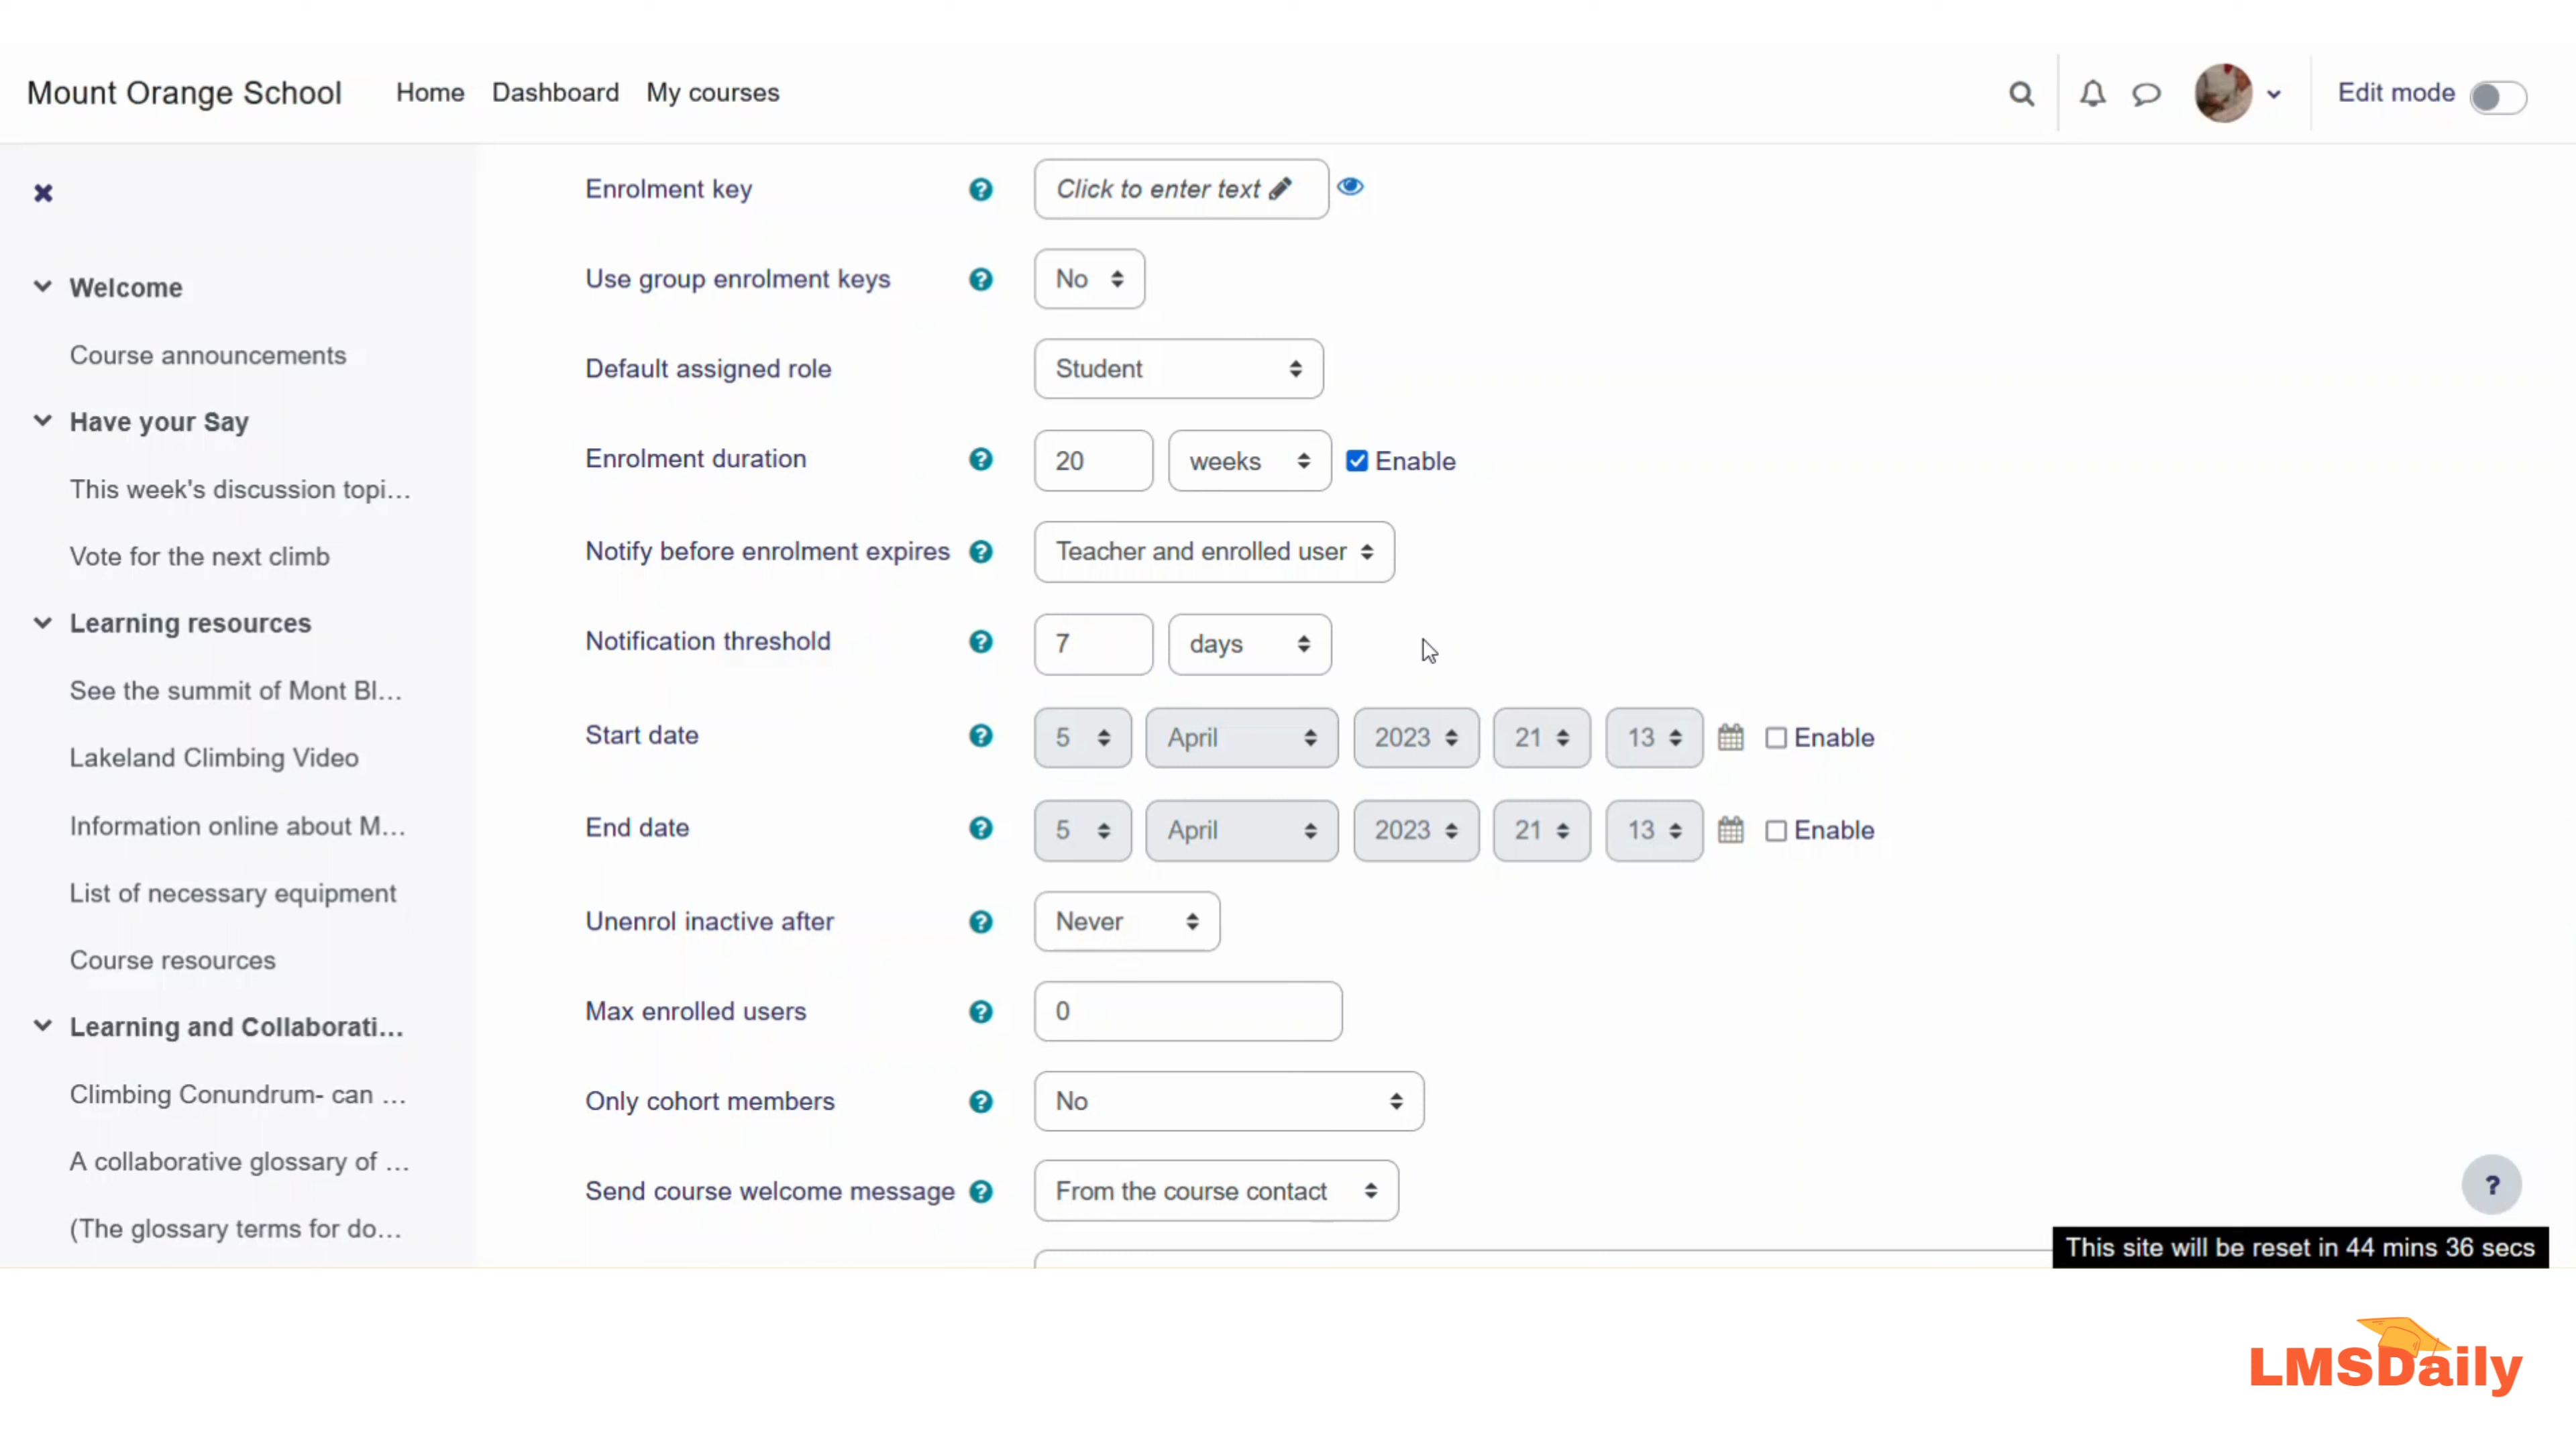 Mount Orange School Home Dashboard My courses Edit mode
Welcome
Course announcements
Have your Say
This week's discussion topi...
Vote for the next climb
Learning resources
See the summit of Mont Bl...
Lakeland Climbing Video
Information online about M...
List of necessary equipment
Course resources
Learning and Collaborati...
Climbing Conundrum- can ...
A collaborative glossary of ...
(The glossary terms for do...
Enrolment key ? Click to enter text
Use group enrolment keys ? No
Default assigned role Student
Enrolment duration ? 20 weeks Enable
Notify before enrolment expires ? Teacher and enrolled user
Notification threshold ? 7 days
Start date ? 5 April 2023 21 13 Enable
End date ? 5 April 2023 21 13 Enable
Unenrol inactive after ? Never
Max enrolled users ? 0
Only cohort members ? No
Send course welcome message ? From the course contact
?
This site will be reset in 44 mins 36 secs
LMSDaily